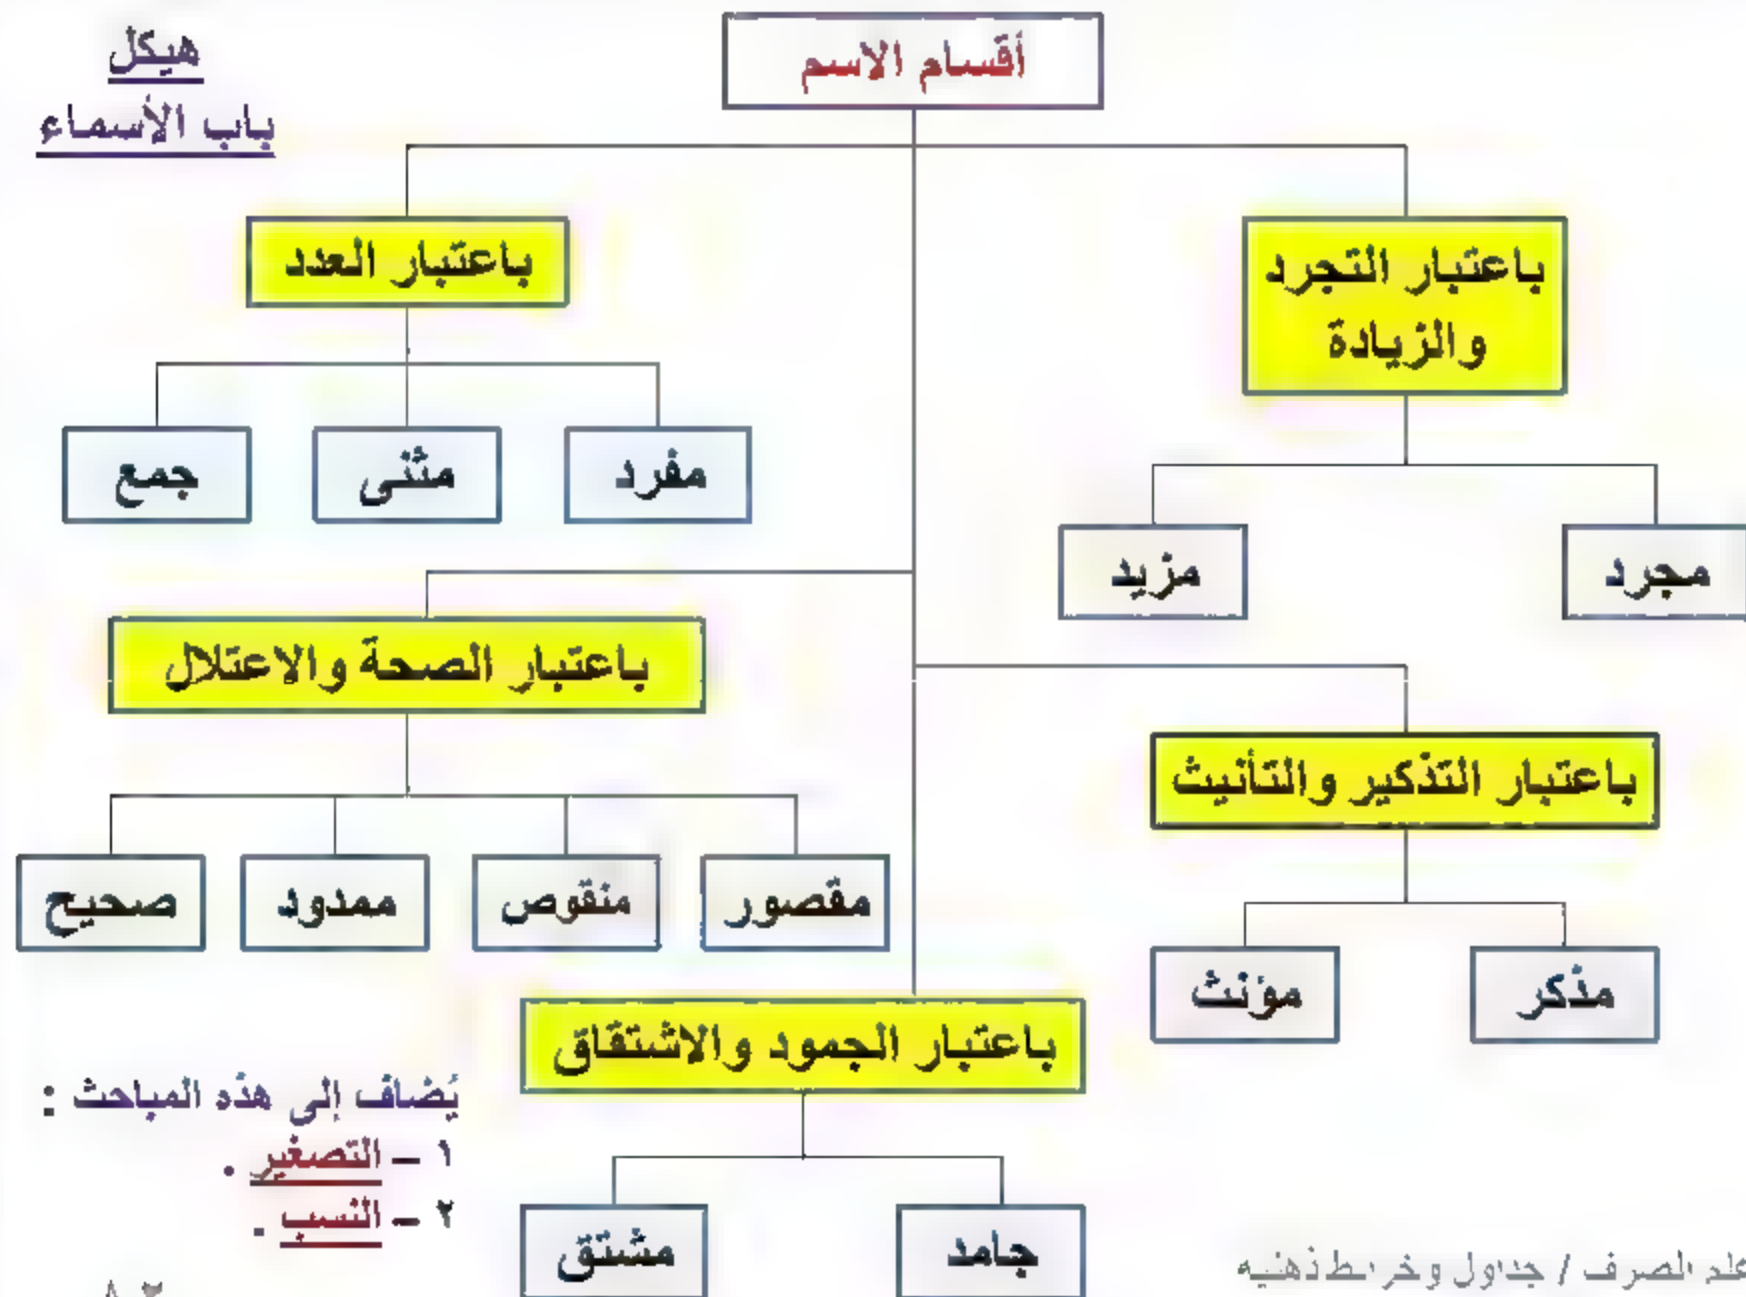 هيكل
باب الأسماء
أقسام الاسم
باعتبار التجرد
والزيادة
مجرد
مزيد
باعتبار العدد
مفرد
مثنى
جمع
باعتبار الصحة والاعتلال
مقصور
منقوص
ممدود
صحيح
باعتبار التذكير والتأنيث
مذكر
مؤنث
باعتبار الجمود والاشتقاق
جامد
مشتق
يُضاف إلى هذه المباحث :
١ – التصغير .
٢ – النسب .
علم الصرف / جداول وخرائط ذهنية